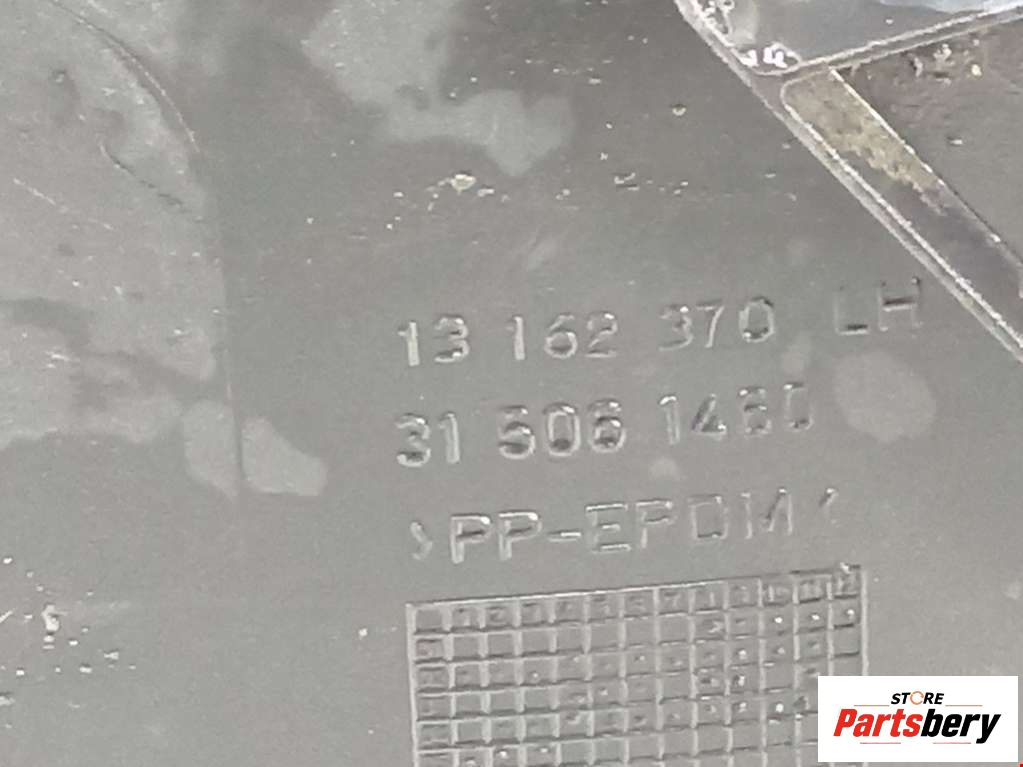 13 162 370 LH
31 506 1460
>PP-EPDM<
STORE
Partsbery